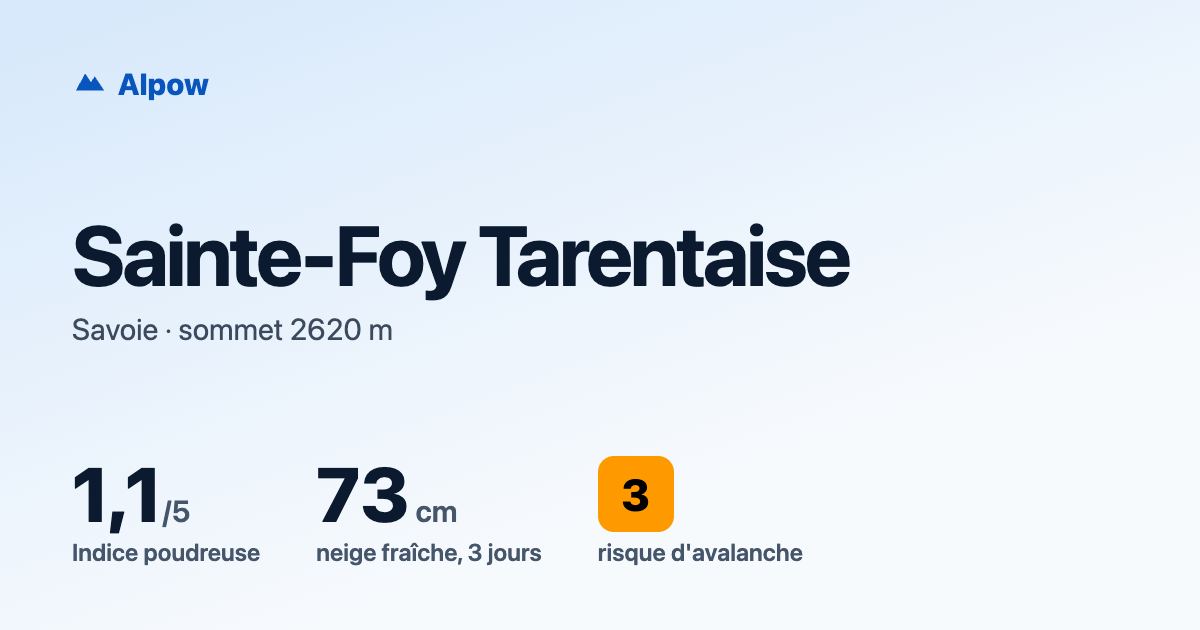 Alpow
Sainte-Foy Tarentaise
Savoie · sommet 2620 m
1,1/5
Indice poudreuse
73 cm
neige fraîche, 3 jours
3
risque d'avalanche